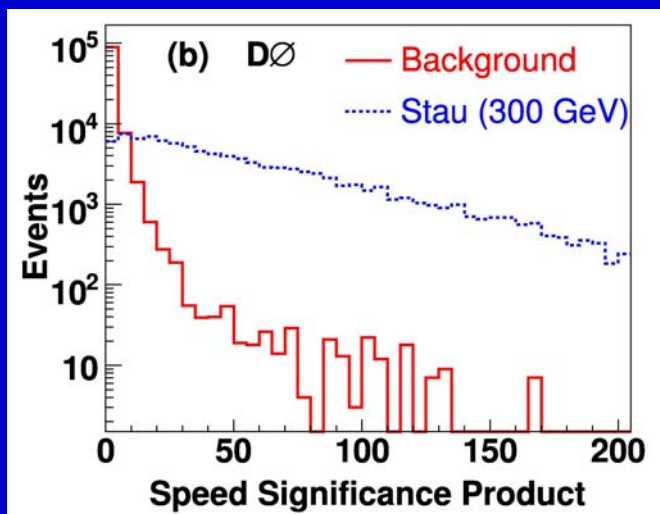 (b) DØ
Background
Stau (300 GeV)
Events
10⁵
10⁴
10³
10²
10
0 50 100 150 200
Speed Significance Product